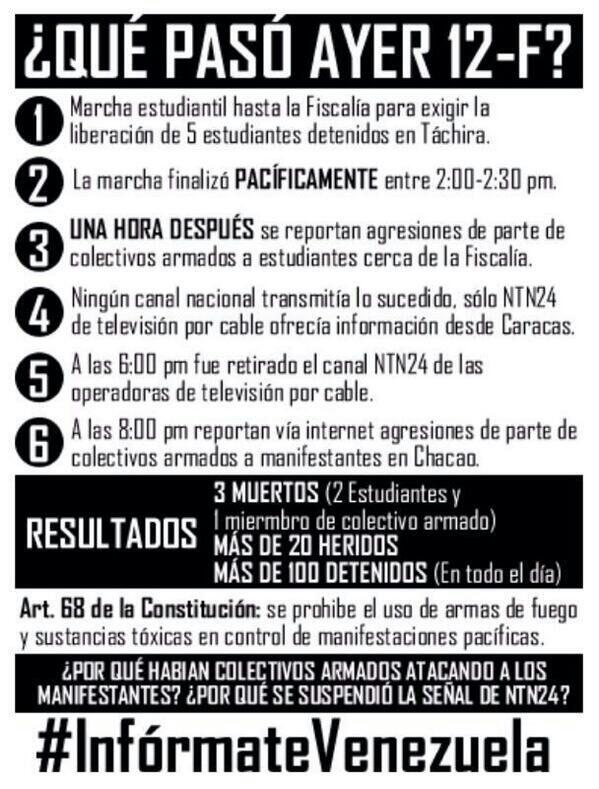 ¿QUÉ PASÓ AYER 12-F?
1 Marcha estudiantil hasta la Fiscalía para exigir la
liberación de 5 estudiantes detenidos en Táchira.
2 La marcha finalizó PACÍFICAMENTE entre 2:00-2:30 pm.
3 UNA HORA DESPUÉS se reportan agresiones de parte de
colectivos armados a estudiantes cerca de la Fiscalía.
4 Ningún canal nacional transmitía lo sucedido, sólo NTN24
de televisión por cable ofrecía información desde Caracas.
5 A las 6:00 pm fue retirado el canal NTN24 de las
operadoras de televisión por cable.
6 A las 8:00 pm reportan vía internet agresiones de parte de
colectivos armados a manifestantes en Chacao.
RESULTADOS
3 MUERTOS (2 Estudiantes y
1 miermbro de colectivo armado)
MÁS DE 20 HERIDOS
MÁS DE 100 DETENIDOS (En todo el día)
Art. 68 de la Constitución: se prohibe el uso de armas de fuego
y sustancias tóxicas en control de manifestaciones pacíficas.
¿POR QUÉ HABIAN COLECTIVOS ARMADOS ATACANDO A LOS
MANIFESTANTES? ¿POR QUÉ SE SUSPENDIÓ LA SEÑAL DE NTN24?
#InfórmateVenezuela